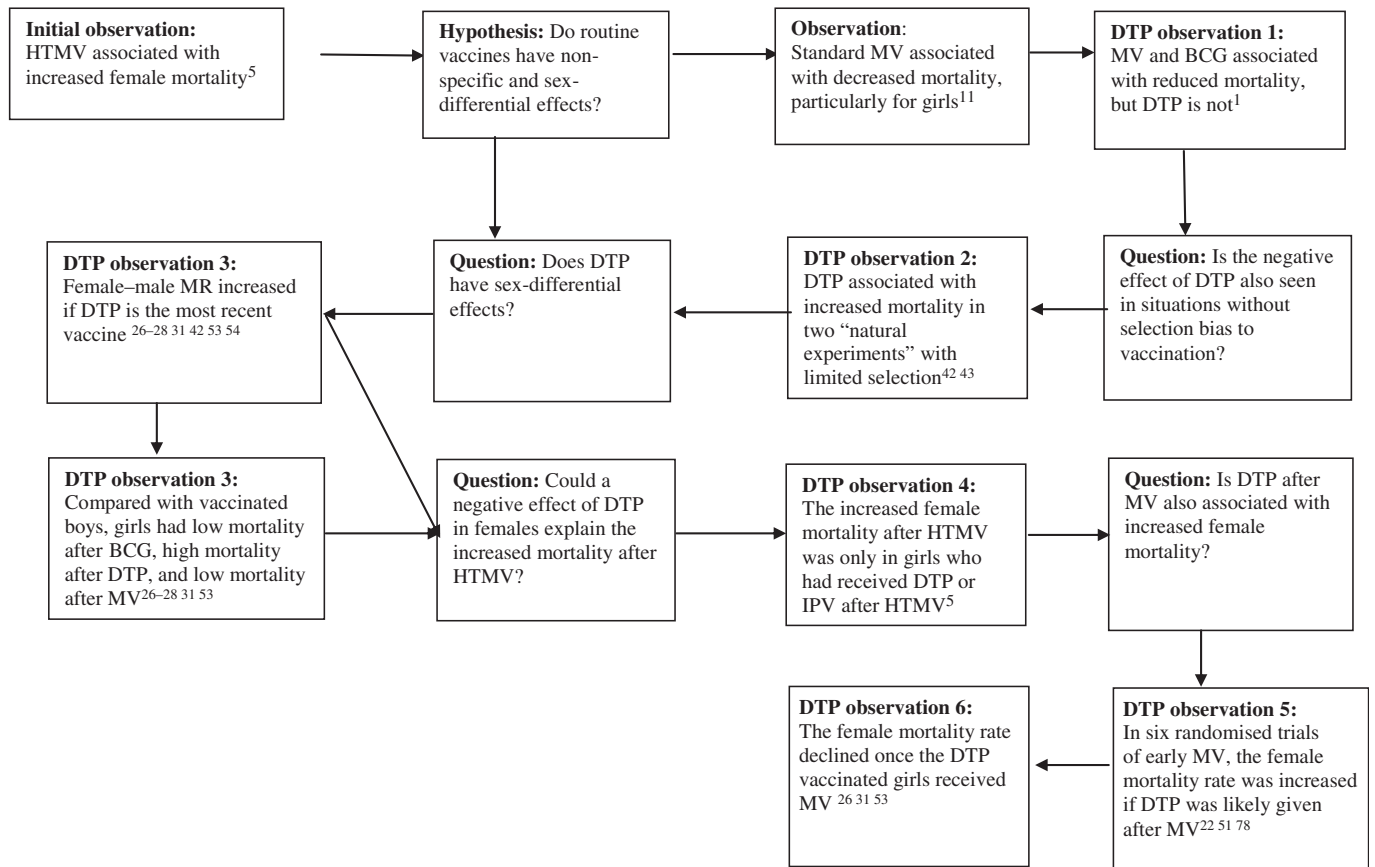 Initial observation:
HTMV associated with
increased female mortality5
Hypothesis: Do routine
vaccines have non-
specific and sex-
differential effects?
Initial Observation:
Standard MV associated
with decreased mortality,
particularly for girls11
DTP observation 1:
MV and BCG associated
with reduced mortality,
but DTP is not1
Question: Is the negative
effect of DTP also seen
in situations without
selection bias to
vaccination?
DTP observation 2:
DTP associated with
increased mortality in
two “natural
experiments” with
limited selection42 43
Question: Does DTP
have sex-differential
effects?
DTP observation 3:
Female–male MR increased
if DTP is the most recent
vaccine 26–28 31 42 53 54
DTP observation 3:
Compared with vaccinated
boys, girls had low mortality
after BCG, high mortality
after DTP, and low mortality
after MV26–28 31 53
Question: Could a
negative effect of DTP
in females explain the
increased mortality after
HTMV?
DTP observation 4:
The increased female
mortality after HTMV
was only in girls who
had received DTP or
IPV after HTMV5
Question: Is DTP after
MV also associated with
increased female
mortality?
DTP observation 5:
In six randomised trials
of early MV, the female
mortality rate was increased
if DTP was likely given
after MV22 51 78
DTP observation 6:
The female mortality rate
declined once the DTP
vaccinated girls received
MV 26 31 53